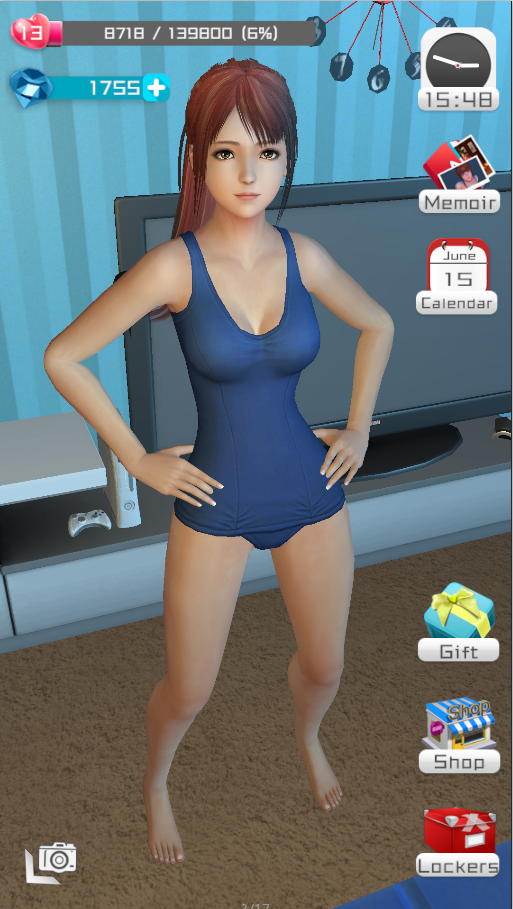 13
8718 / 139800 (6%)
1755
15:48
Memoir
June
15
Calendar
Gift
Shop
Shop
Lockers